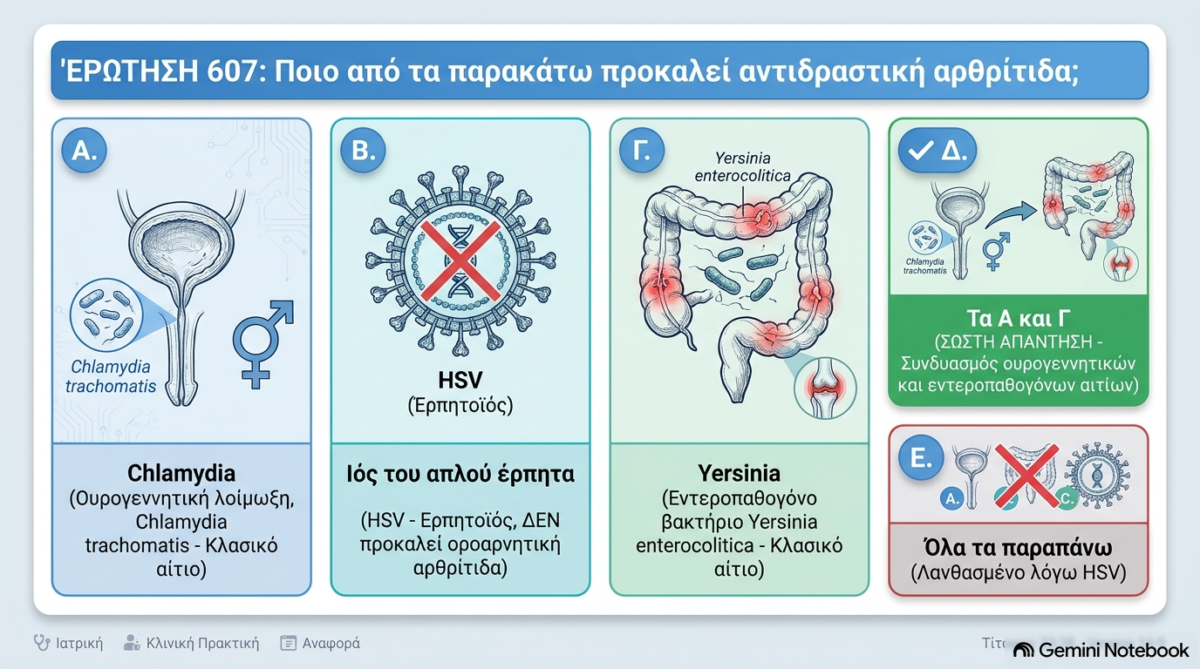 'ΕΡΩΤΗΣΗ 607: Ποιο από τα παρακάτω προκαλεί αντιδραστική αρθρίτιδα;
Α.
Chlamydia
trachomatis
Chlamydia
(Ουρογεννητική λοίμωξη,
Chlamydia
trachomatis - Κλασικό
αίτιο)
Β.
HSV
(Έρπητοϊός)
Ιός του απλού έρπητα
(HSV - Ερπητοϊός, ΔΕΝ
προκαλεί οροαρνητική
αρθρίτιδα)
Γ.
Yersinia
enterocolitica
Yersinia
(Εντεροπαθογόνο
βακτήριο Yersinia
enterocolitica - Κλασικό
αίτιο)
✓ Δ.
Chlamydia
trachomatis
Τα Α και Γ
(ΣΩΣΤΗ ΑΠΑΝΤΗΣΗ -
Συνδυασμός ουρογεννητικών
και εντεροπαθογόνων αιτίων)
Ε.
A.
C.
Όλα τα παραπάνω
(Λανθασμένο λόγω HSV)
Ιατρική
Κλινική Πρακτική
Αναφορά
Gemini Notebook